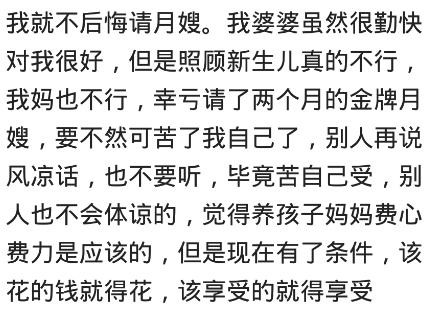 我就不后悔请月嫂。我婆婆虽然很勤快
对我很好，但是照顾新生儿真的不行，
我妈也不行，幸亏请了两个月的金牌月
嫂，要不然可苦了我自己了，别人再说
风凉话，也不要听，毕竟苦自己受，别
人也不会体谅的，觉得养孩子妈妈费心
费力是应该的，但是现在有了条件，该
花的钱就得花，该享受的就得享受